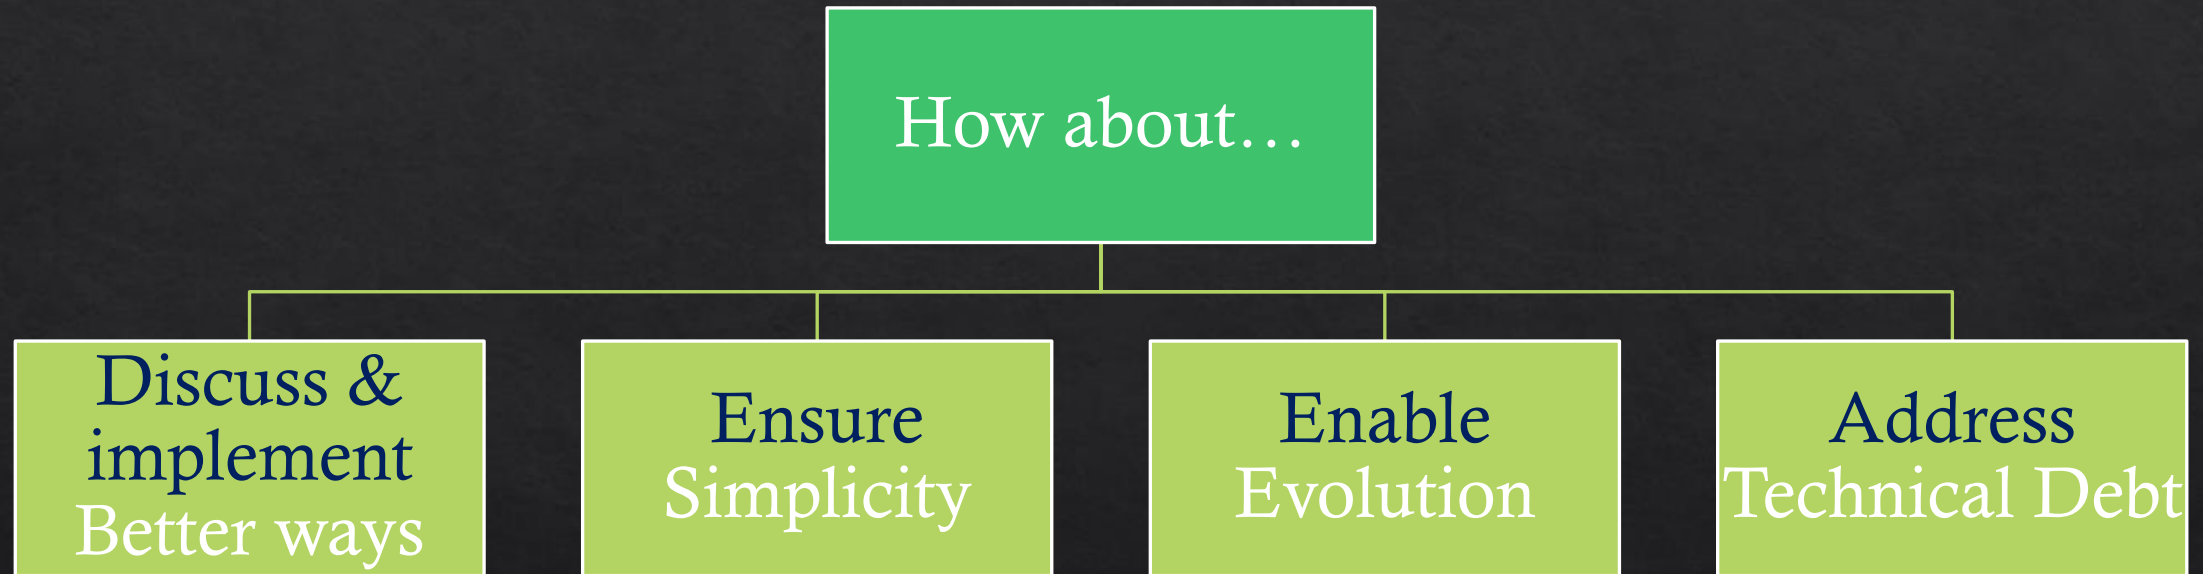 How about…
Discuss &
implement
Better ways
Ensure
Simplicity
Enable
Evolution
Address
Technical Debt